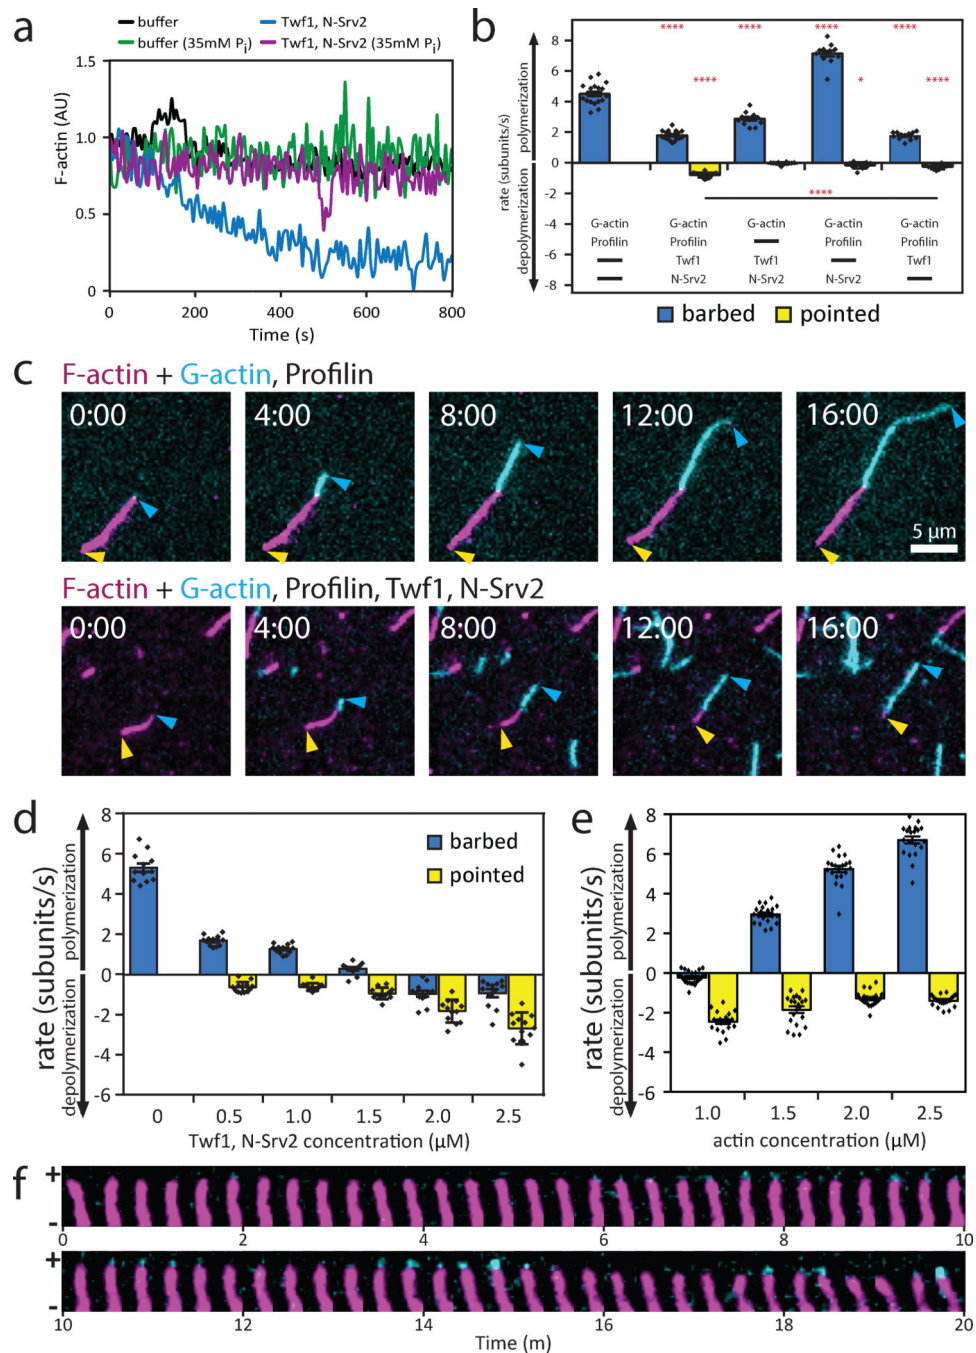 a
buffer
Twf1, N-Srv2
buffer (35mM Pi)
Twf1, N-Srv2 (35mM Pi)
F-actin (AU)
1.5
1.0
0.5
0
0 200 400 600 800
Time (s)
b
rate (subunits/s)
polymerization
depolymerization
8
6
4
2
0
-2
-4
-6
-8
**** **** **** ****
**** * ****
****
G-actin G-actin G-actin G-actin G-actin
Profilin Profilin Profilin Profilin
Twf1 Twf1 Twf1
N-Srv2 N-Srv2 N-Srv2
barbed pointed
c
F-actin + G-actin, Profilin
0:00 4:00 8:00 12:00 16:00
5 µm
F-actin + G-actin, Profilin, Twf1, N-Srv2
0:00 4:00 8:00 12:00 16:00
d
rate (subunits/s)
polymerization
depolymerization
8
6
4
2
0
-2
-4
-6
barbed
pointed
0 0.5 1.0 1.5 2.0 2.5
Twf1, N-Srv2 concentration (µM)
e
rate (subunits/s)
polymerization
depolymerization
8
6
4
2
0
-2
-4
-6
1.0 1.5 2.0 2.5
actin concentration (µM)
f
+
-
0 2 4 6 8 10
+
-
10 12 14 16 18 20
Time (m)